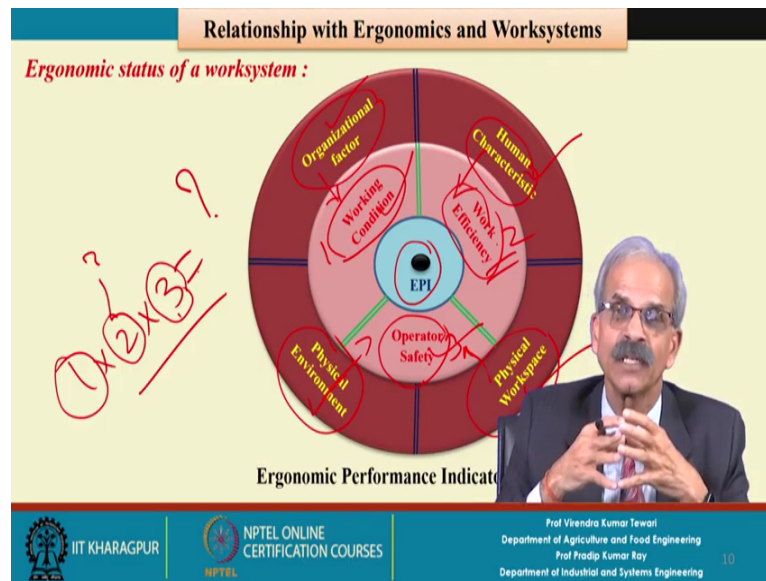 Relationship with Ergonomics and Worksystems
Ergonomic status of a worksystem :
Organizational
factor
Human
Characteristic
Working
Condition
Work
Efficiency
EPI
Operator
Safety
Physical
Environment
Physical
Workspace
1 x 2 x 3 =
?
?
1
2
3
Ergonomic Performance Indicato
IIT KHARAGPUR
NPTEL
NPTEL ONLINE
CERTIFICATION COURSES
Prof Virendra Kumar Tewari
Department of Agriculture and Food Engineering
Prof Pradip Kumar Ray
Department of Industrial and Systems Engineering
10